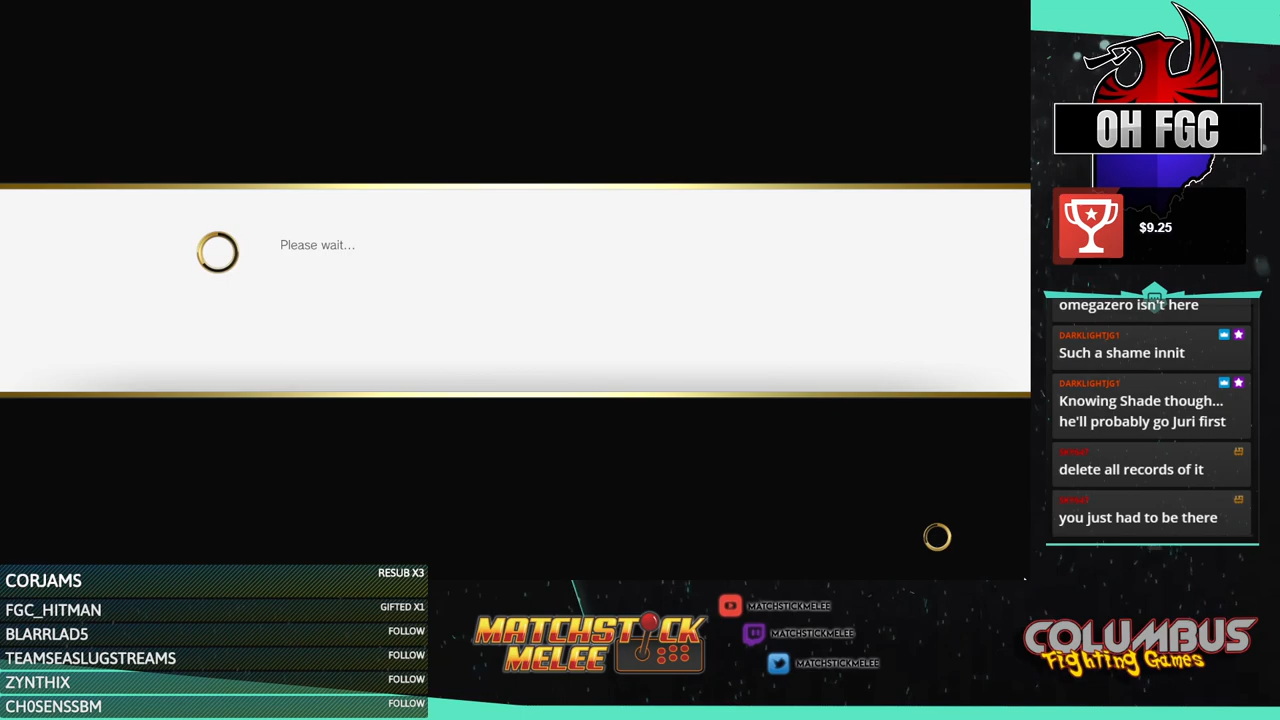 Please wait...
OH FGC
$9.25
omegazero isn't here
DARKLIGHTJG1
Such a shame innit
DARKLIGHTJG1
Knowing Shade though...
he'll probably go Juri first
delete all records of it
you just had to be there
CORJAMS RESUB X3
FGC_HITMAN GIFTED X1
BLARRLAD5 FOLLOW
TEAMSEASLUGSTREAMS FOLLOW
ZYNTHIX FOLLOW
CH0SENSSBM FOLLOW
MATCHSTICK
MELEE
MATCHSTICKMELEE
MATCHSTICKMELEE
MATCHSTICKMELEE
COLUMBUS
Fighting Games